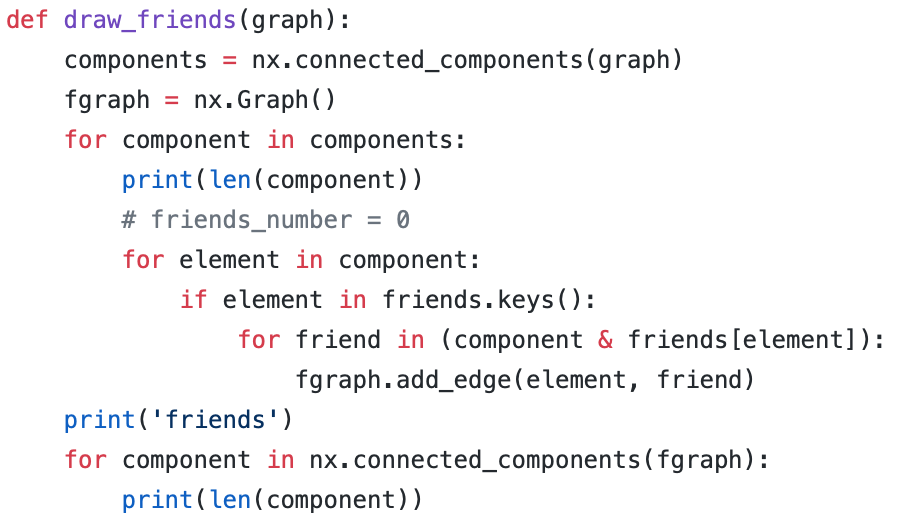 def draw_friends(graph):
    components = nx.connected_components(graph)
    fgraph = nx.Graph()
    for component in components:
        print(len(component))
        # friends_number = 0
        for element in component:
            if element in friends.keys():
                for friend in (component & friends[element]):
                    fgraph.add_edge(element, friend)
    print('friends')
    for component in nx.connected_components(fgraph):
        print(len(component))